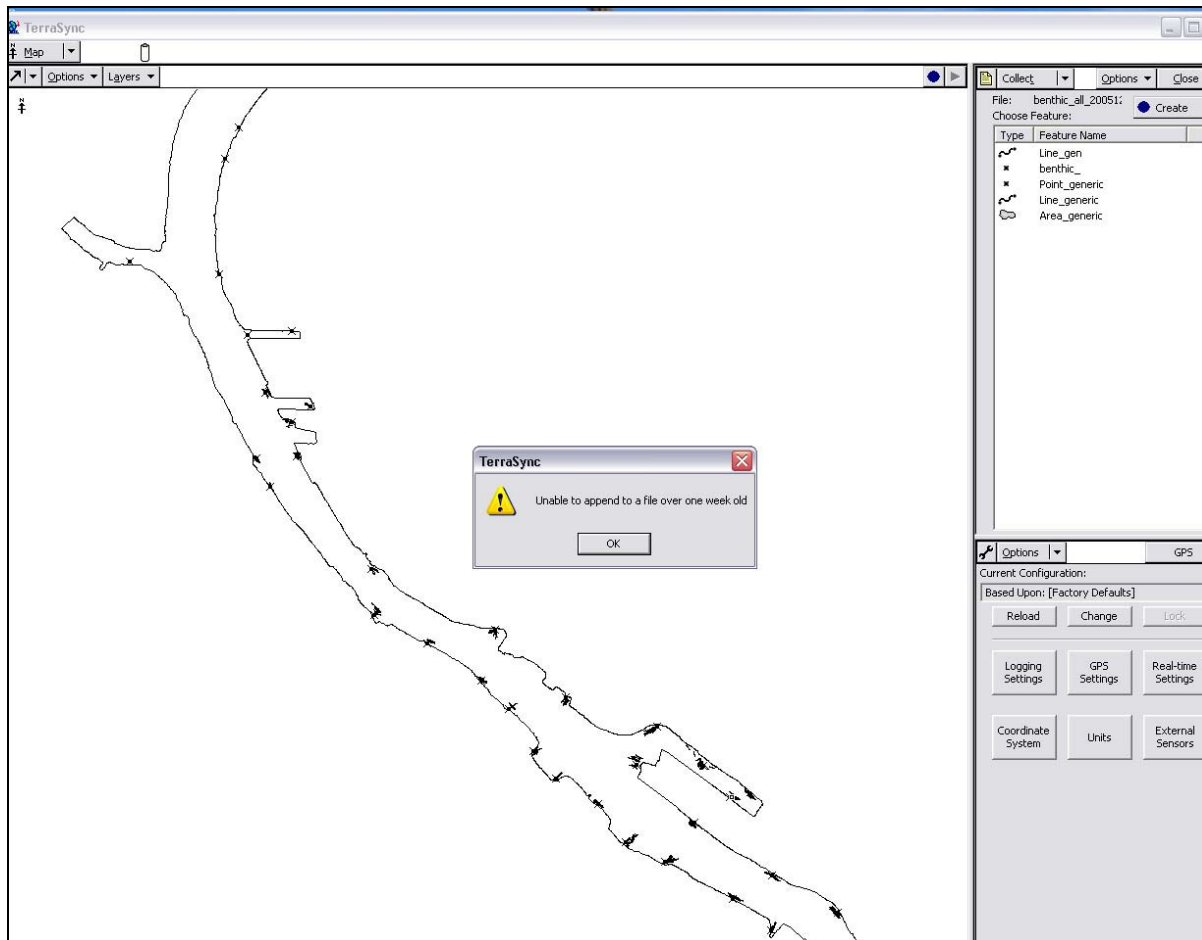 TerraSync
N
Map
Options Layers
N
Collect Options Close
File: benthic_all_20051
Create
Choose Feature:
Type Feature Name
Line_gen
benthic_
Point_generic
Line_generic
Area_generic
TerraSync
Unable to append to a file over one week old
OK
Options GPS
Current Configuration:
Based Upon: [Factory Defaults]
Reload Change Lock
Logging Settings
GPS Settings
Real-time Settings
Coordinate System
Units
External Sensors